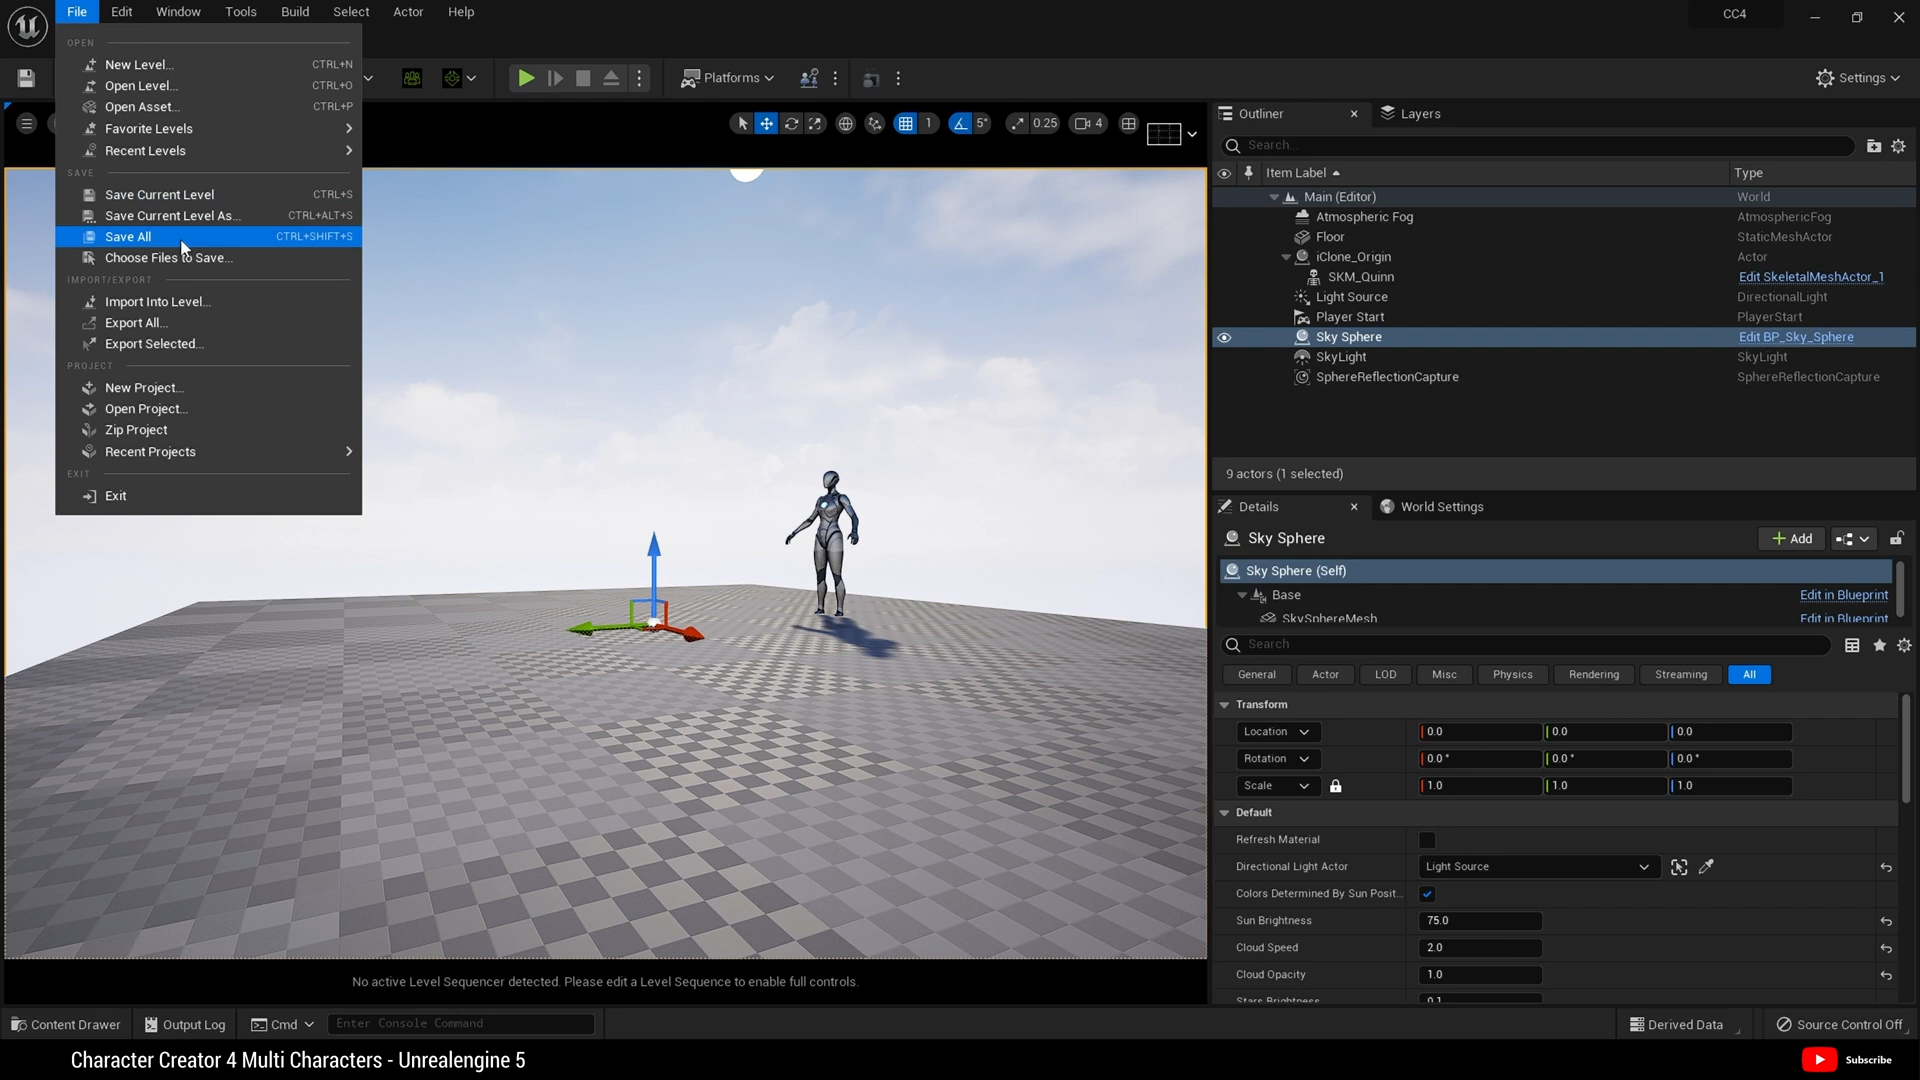 File Edit Window Tools Build Select Actor Help
CC4
OPEN
New Level... CTRL+N
Open Level... CTRL+O
Open Asset... CTRL+P
Favorite Levels
Recent Levels
SAVE
Save Current Level CTRL+S
Save Current Level As... CTRL+ALT+S
Save All CTRL+SHIFT+S
Choose Files to Save...
IMPORT/EXPORT
Import Into Level...
Export All...
Export Selected...
PROJECT
New Project...
Open Project...
Zip Project
Recent Projects
EXIT
Exit
Platforms
Settings
1 5° 0.25 4
Outliner Layers
Search...
Item Label Type
Main (Editor) World
Atmospheric Fog AtmosphericFog
Floor StaticMeshActor
iClone_Origin Actor
SKM_Quinn Edit SkeletalMeshActor_1
Light Source DirectionalLight
Player Start PlayerStart
Sky Sphere Edit BP_Sky_Sphere
SkyLight SkyLight
SphereReflectionCapture SphereReflectionCapture
9 actors (1 selected)
Details World Settings
Sky Sphere Add
Sky Sphere (Self)
Base Edit in Blueprint
SkySphereMesh Edit in Blueprint
Search
General Actor LOD Misc Physics Rendering Streaming All
Transform
Location 0.0 0.0 0.0
Rotation 0.0° 0.0° 0.0°
Scale 1.0 1.0 1.0
Default
Refresh Material
Directional Light Actor Light Source
Colors Determined By Sun Posit...
Sun Brightness 75.0
Cloud Speed 2.0
Cloud Opacity 1.0
Stars Brightness 0.1
No active Level Sequencer detected. Please edit a Level Sequence to enable full controls.
Content Drawer Output Log Cmd Enter Console Command Derived Data Source Control Off
Character Creator 4 Multi Characters - Unrealengine 5
Subscribe